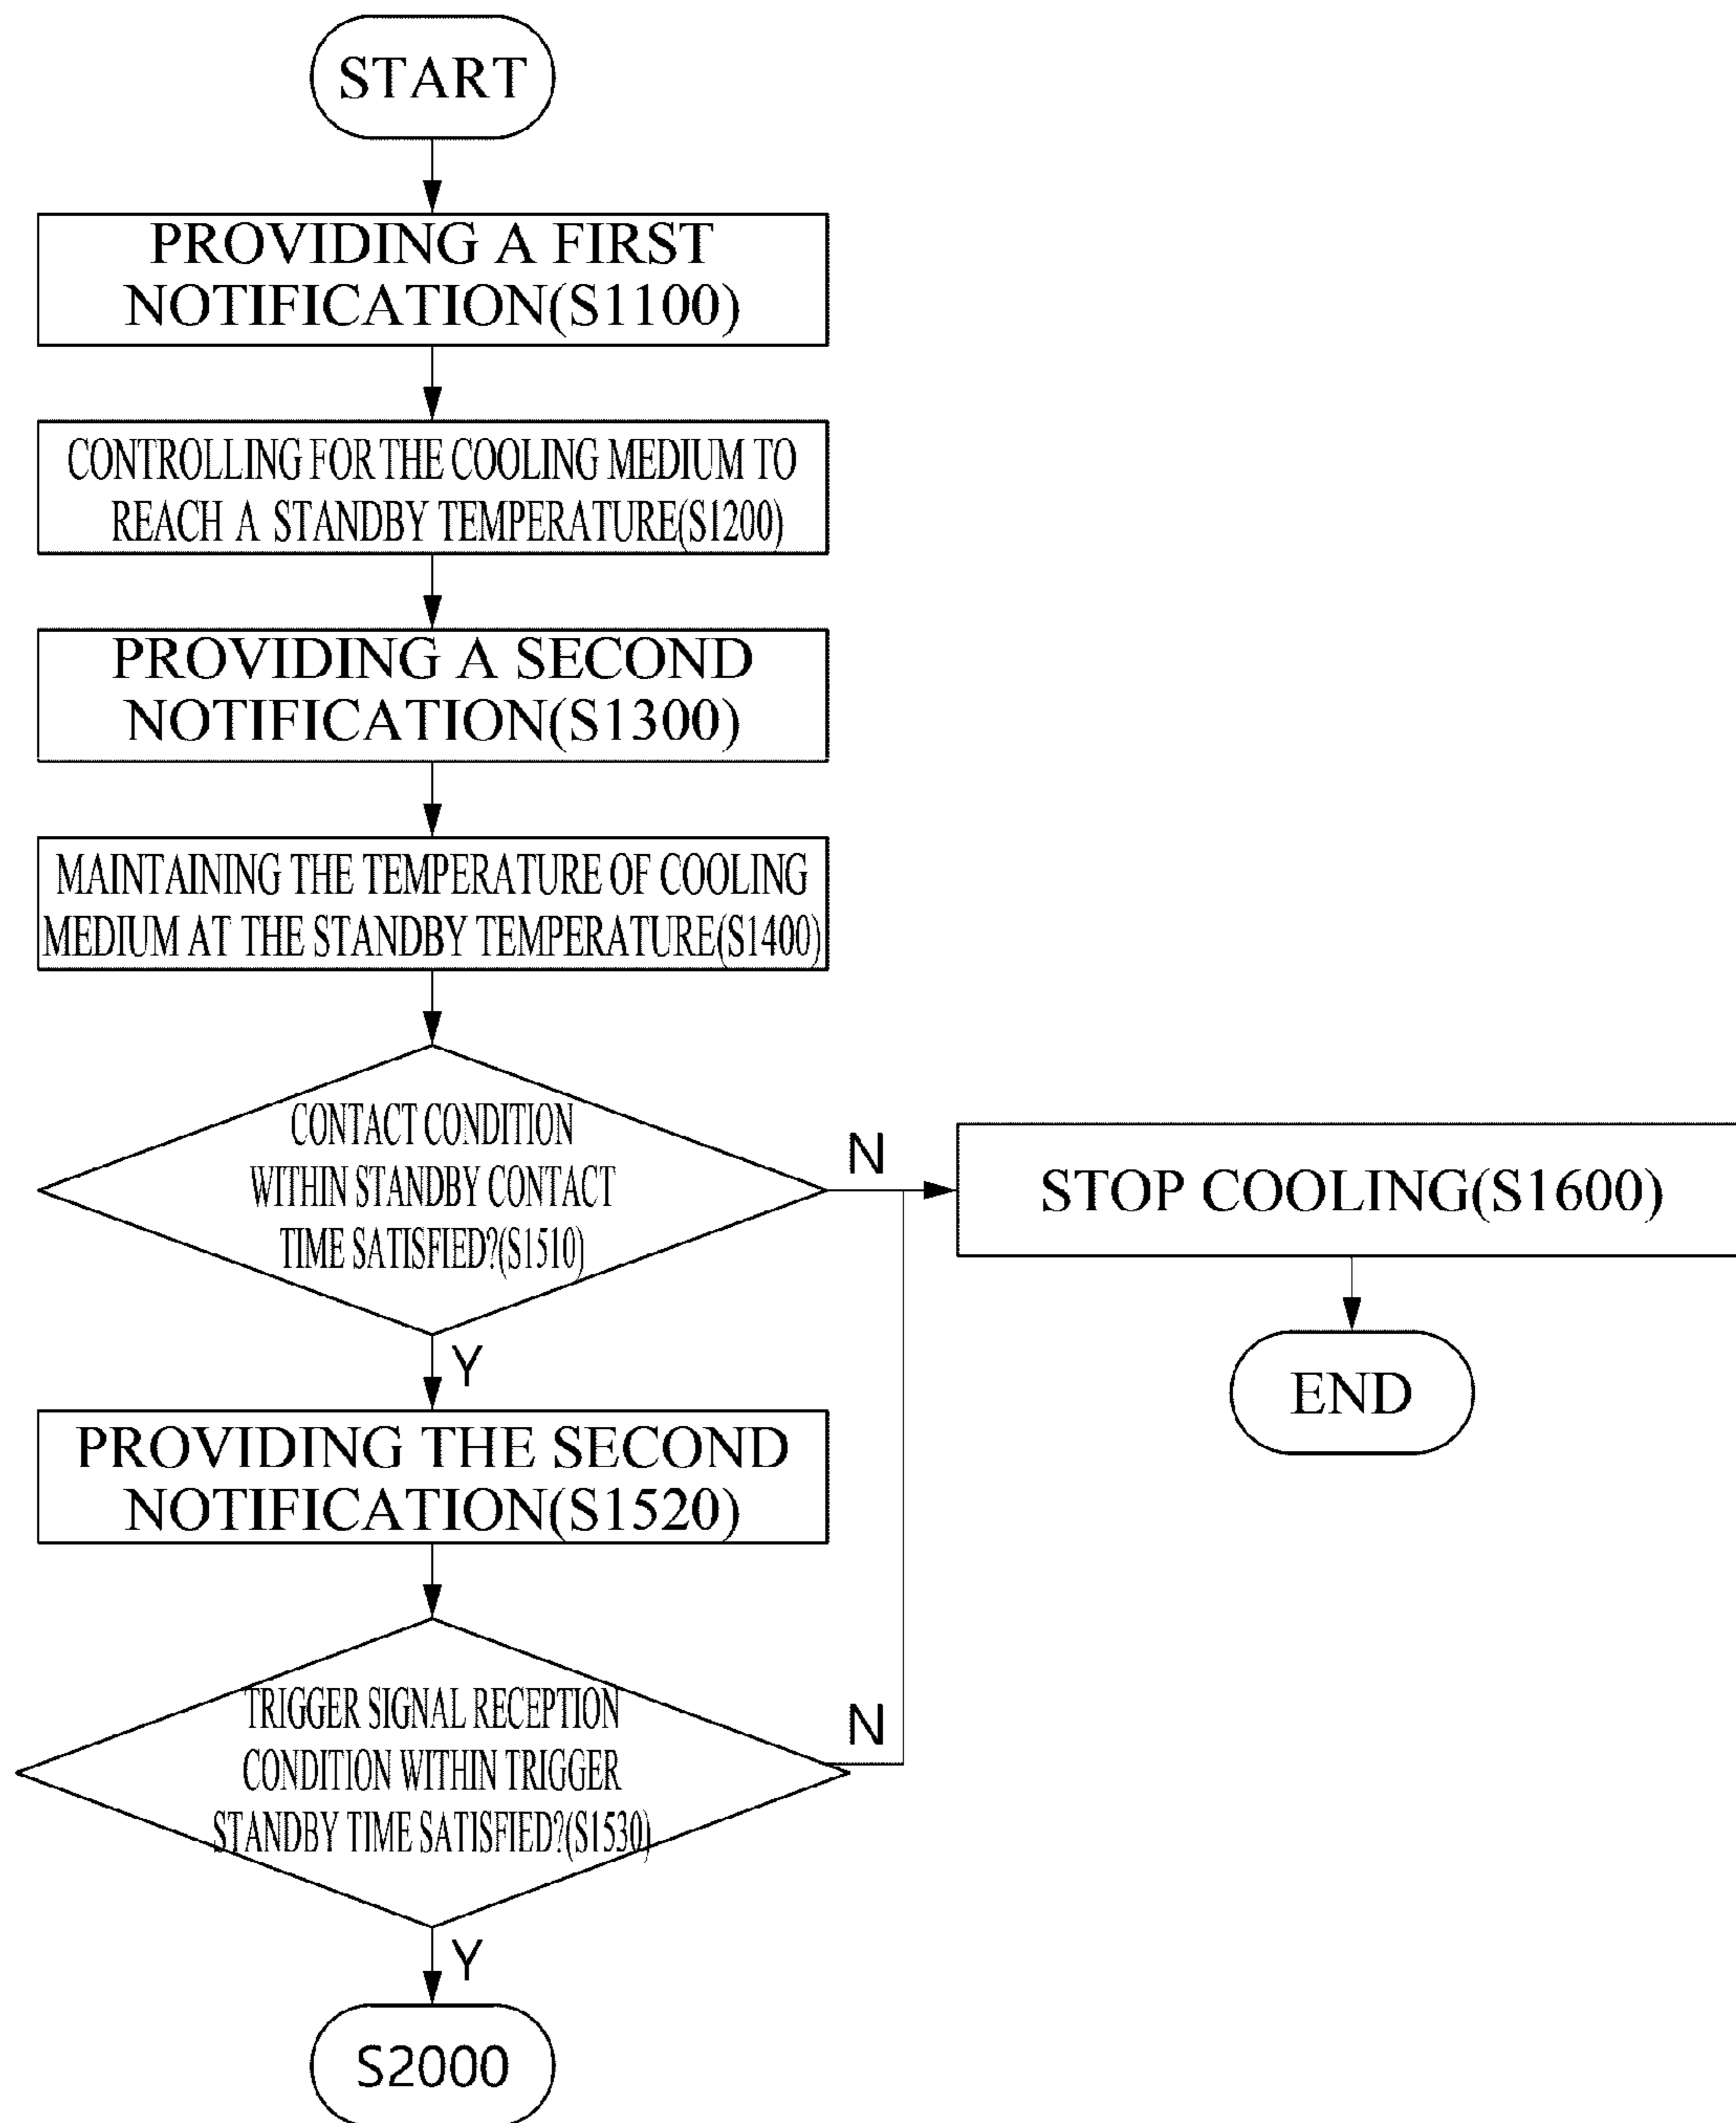 START
PROVIDING A FIRST
NOTIFICATION(S1100)
CONTROLLING FOR THE COOLING MEDIUM TO
REACH A STANDBY TEMPERATURE(S1200)
PROVIDING A SECOND
NOTIFICATION(S1300)
MAINTAINING THE TEMPERATURE OF COOLING
MEDIUM AT THE STANDBY TEMPERATURE(S1400)
CONTACT CONDITION
WITHIN STANDBY CONTACT
TIME SATISFIED?(S1510)
N
STOP COOLING(S1600)
END
Y
PROVIDING THE SECOND
NOTIFICATION(S1520)
TRIGGER SIGNAL RECEPTION
CONDITION WITHIN TRIGGER
STANDBY TIME SATISFIED?(S1530)
N
Y
S2000